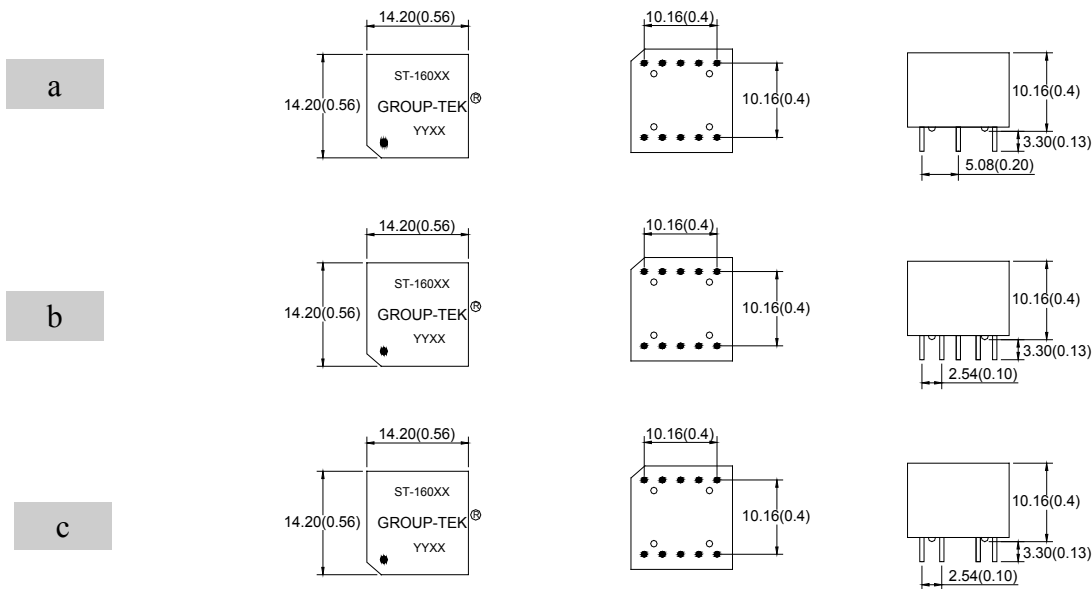 a
14.20(0.56)
14.20(0.56)
ST-160XX
GROUP-TEK ®
YYXX
10.16(0.4)
10.16(0.4)
10.16(0.4)
3.30(0.13)
5.08(0.20)
b
14.20(0.56)
14.20(0.56)
ST-160XX
GROUP-TEK ®
YYXX
10.16(0.4)
10.16(0.4)
10.16(0.4)
3.30(0.13)
2.54(0.10)
c
14.20(0.56)
14.20(0.56)
ST-160XX
GROUP-TEK ®
YYXX
10.16(0.4)
10.16(0.4)
10.16(0.4)
3.30(0.13)
2.54(0.10)